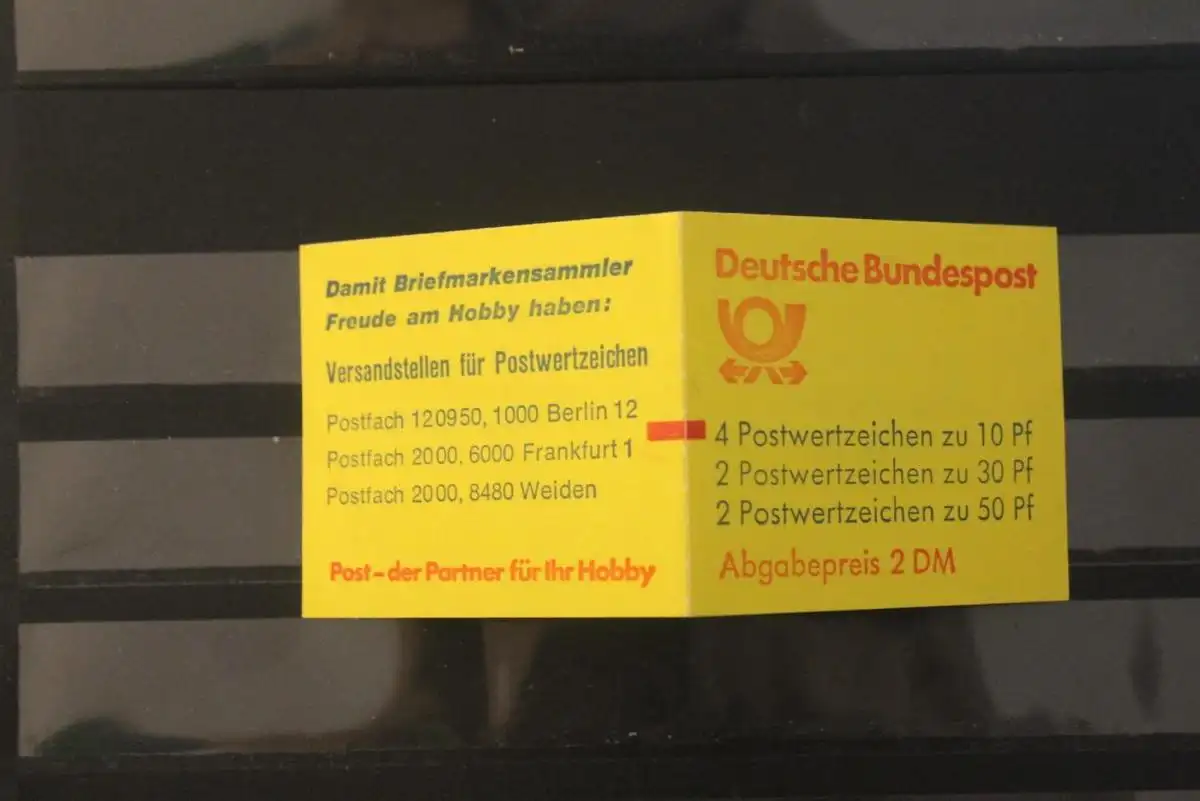 Damit Briefmarkensammler
Freude am Hobby haben:
Versandstellen für Postwertzeichen
Postfach 120950, 1000 Berlin 12
Postfach 2000, 6000 Frankfurt 1
Postfach 2000, 8480 Weiden
Post – der Partner für Ihr Hobby
Deutsche Bundespost
4 Postwertzeichen zu 10 Pf
2 Postwertzeichen zu 30 Pf
2 Postwertzeichen zu 50 Pf
Abgabepreis 2 DM